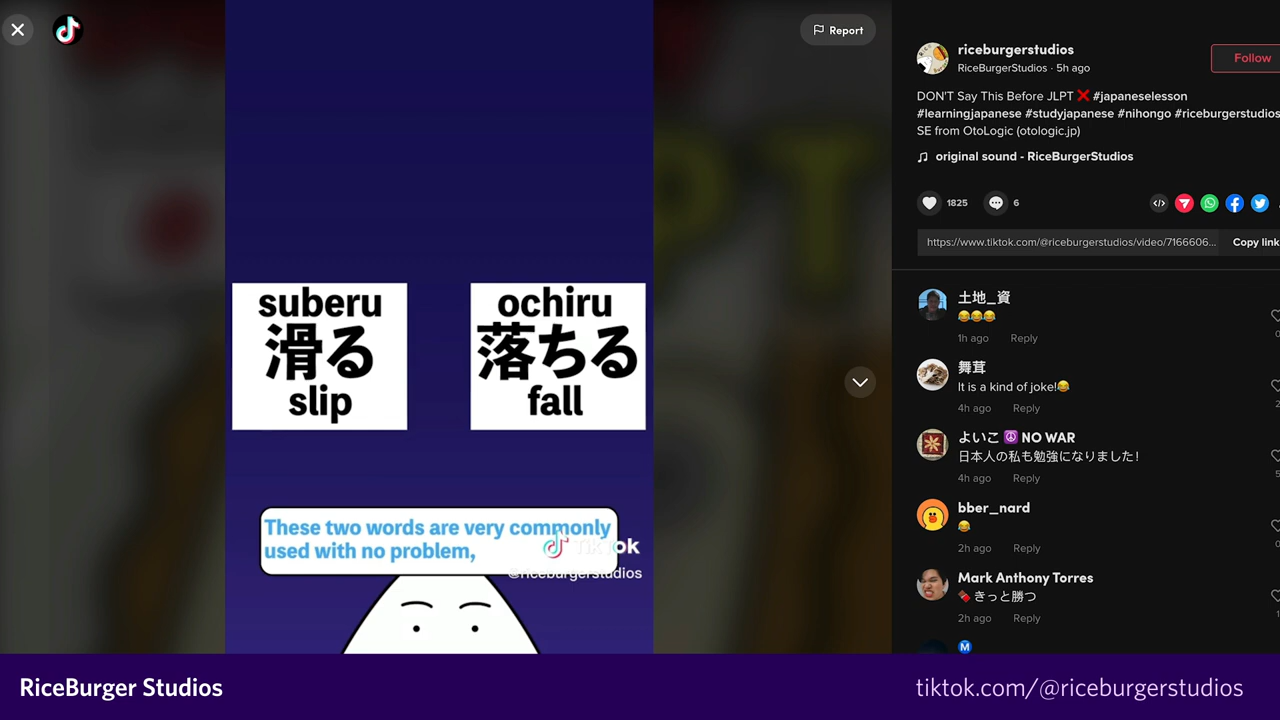 Report
suberu
滑る
slip
ochiru
落ちる
fall
These two words are very commonly
used with no problem,
TikTok
@riceburgerstudios
riceburgerstudios
RiceBurgerStudios · 5h ago
Follow
DON'T Say This Before JLPT ❌ #japaneselesson
#learningjapanese #studyjapanese #nihongo #riceburgerstudios
SE from OtoLogic (otologic.jp)
original sound - RiceBurgerStudios
1825
6
https://www.tiktok.com/@riceburgerstudios/video/7166606...
Copy link
土地_資
😂😂😂
1h ago Reply
舞茸
It is a kind of joke!😂
4h ago Reply
2
よいこ ☮ NO WAR
日本人の私も勉強になりました!
4h ago Reply
bber_nard
😂
2h ago Reply
Mark Anthony Torres
🍫 きっと勝つ
2h ago Reply
M
RiceBurger Studios
tiktok.com/@riceburgerstudios